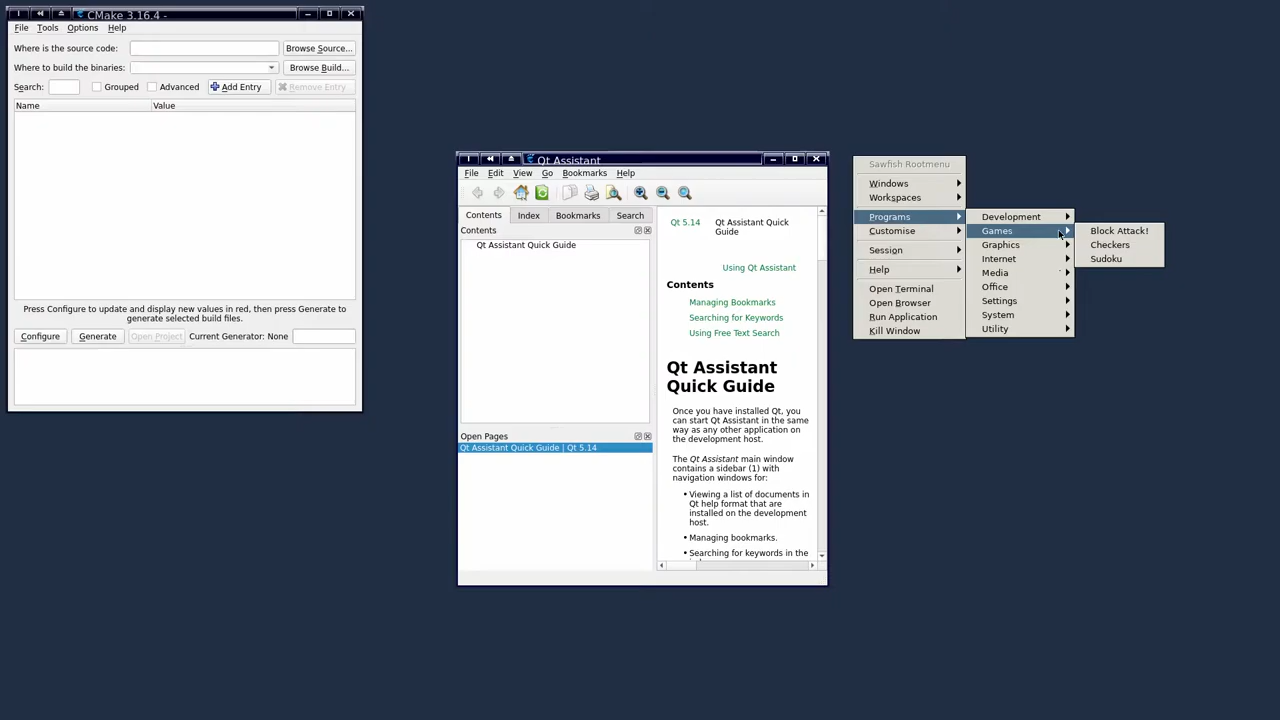 CMake 3.16.4 -
File Tools Options Help
Where is the source code: Browse Source...
Where to build the binaries: Browse Build...
Search: Grouped Advanced Add Entry Remove Entry
Name Value
Press Configure to update and display new values in red, then press Generate to
generate selected build files.
Configure Generate Open Project Current Generator: None
Qt Assistant
File Edit View Go Bookmarks Help
Contents Index Bookmarks Search
Contents
Qt Assistant Quick Guide
Open Pages
Qt Assistant Quick Guide | Qt 5.14
Qt 5.14 Qt Assistant Quick
Guide
Using Qt Assistant
Contents
Managing Bookmarks
Searching for Keywords
Using Free Text Search
Qt Assistant
Quick Guide
Once you have installed Qt, you
can start Qt Assistant in the same
way as any other application on
the development host.
The Qt Assistant main window
contains a sidebar (1) with
navigation windows for:
• Viewing a list of documents in
Qt help format that are
installed on the development
host.
• Managing bookmarks.
• Searching for keywords in the
Sawfish Rootmenu
Windows
Workspaces
Programs
Customise
Session
Help
Open Terminal
Open Browser
Run Application
Kill Window
Development
Games
Graphics
Internet
Media
Office
Settings
System
Utility
Block Attack!
Checkers
Sudoku